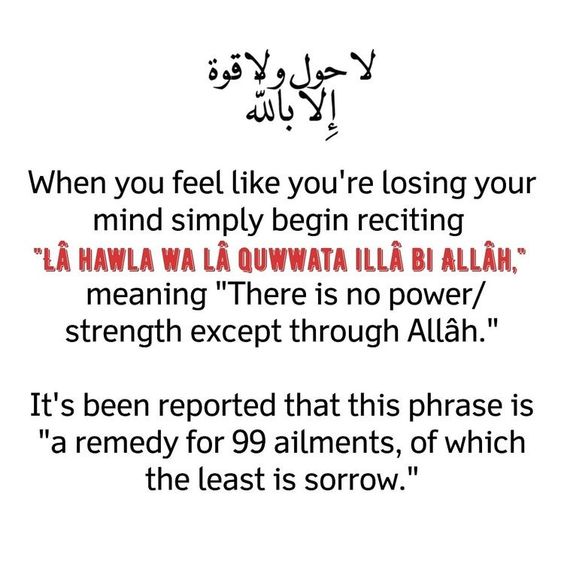 لا حول ولا قوة
إِلا بالله
When you feel like you're losing your
mind simply begin reciting
"LÂ HAWLA WA LÂ QUWWATA ILLÂ BI ALLÂH,"
meaning "There is no power/
strength except through Allâh."
It's been reported that this phrase is
"a remedy for 99 ailments, of which
the least is sorrow."